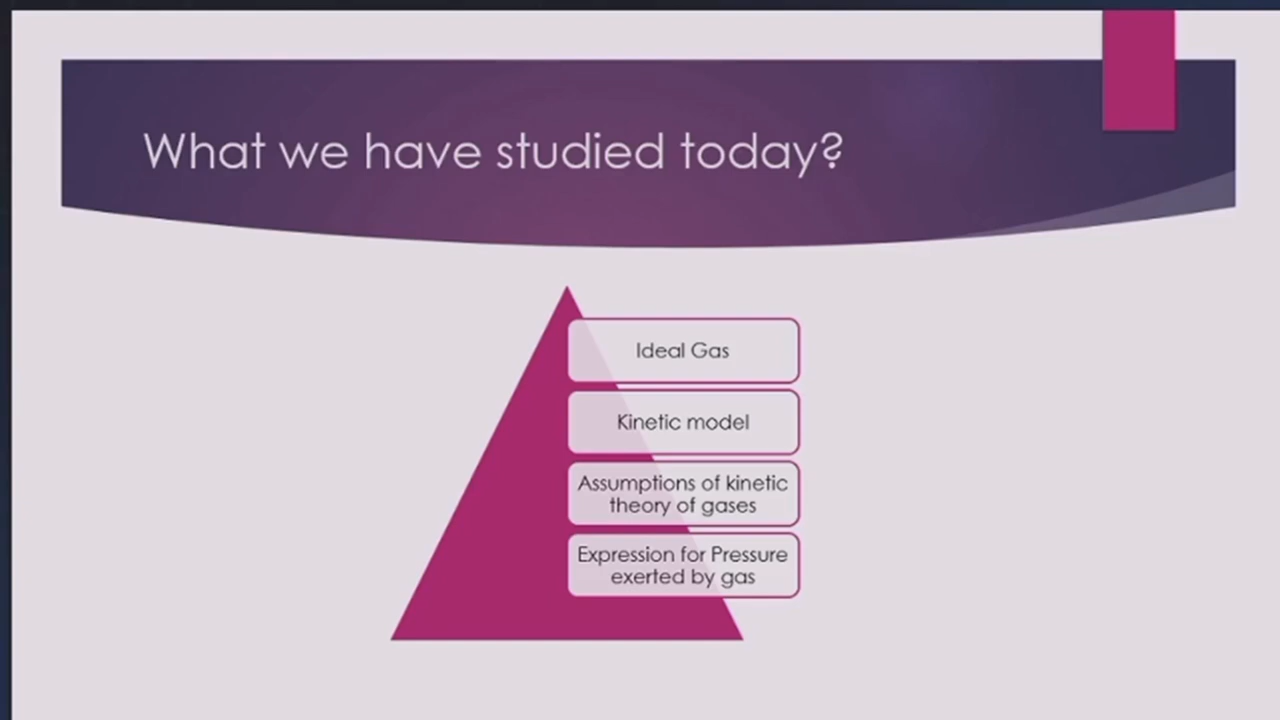 What we have studied today?
Ideal Gas
Kinetic model
Assumptions of kinetic
theory of gases
Expression for Pressure
exerted by gas